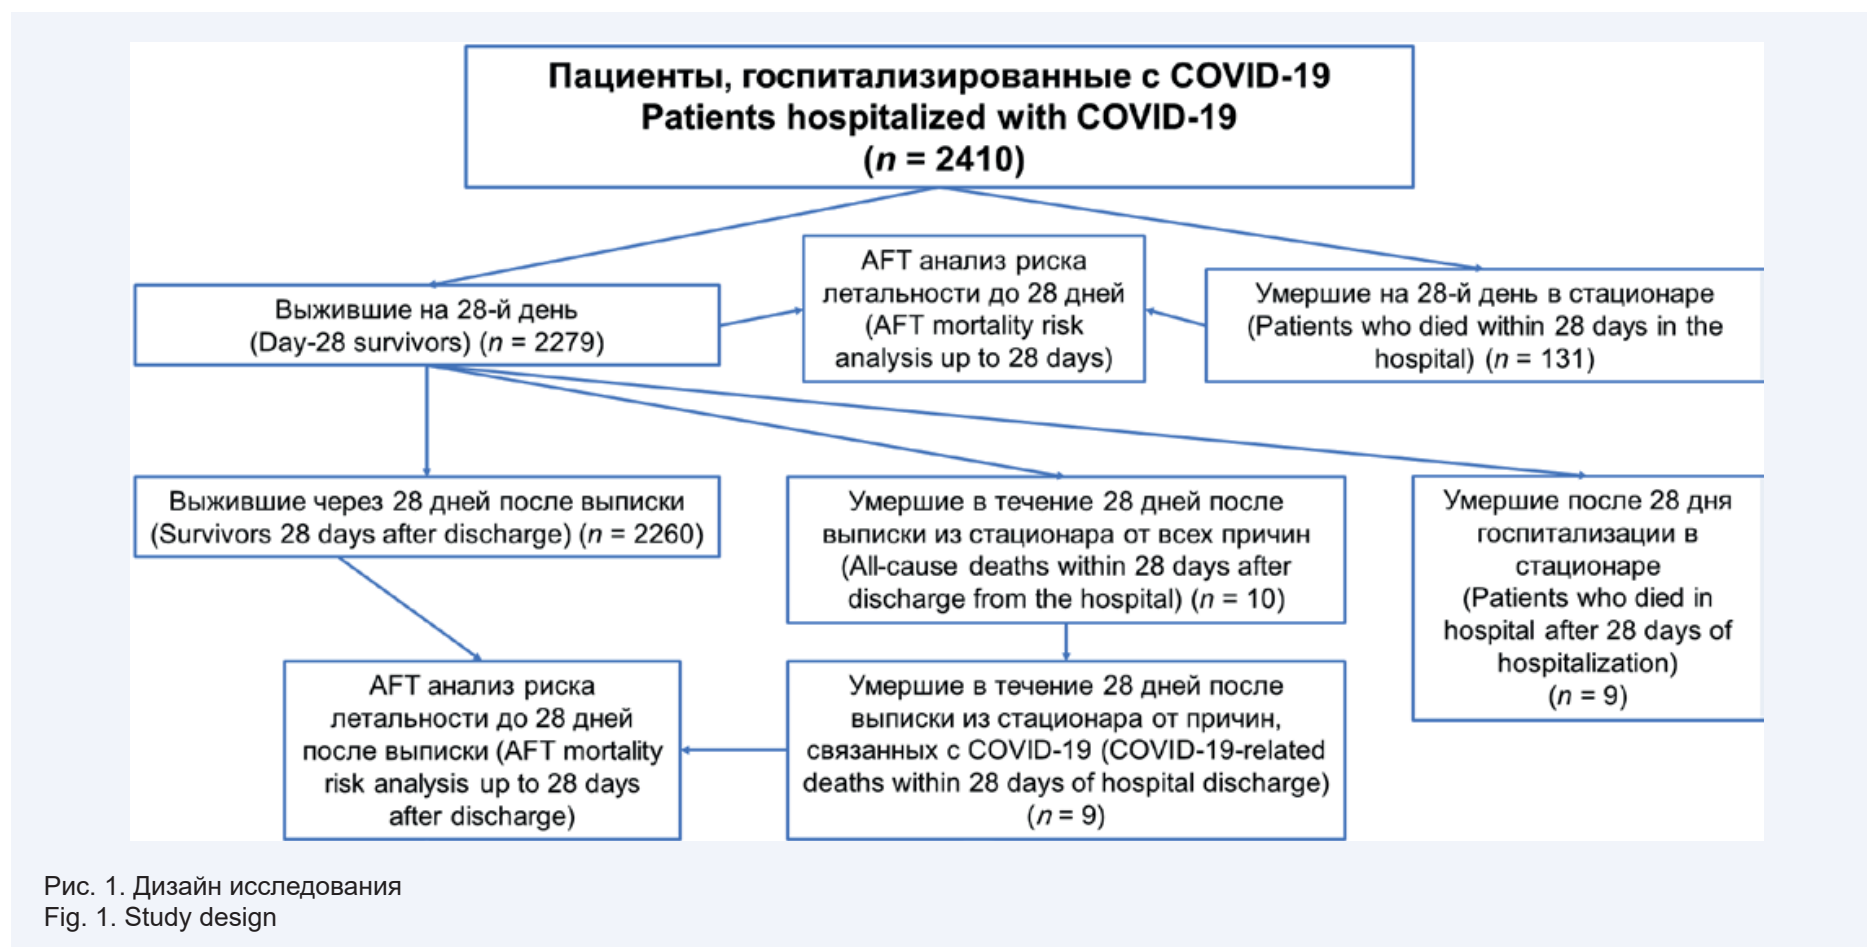 Пациенты, госпитализированные с COVID-19
Patients hospitalized with COVID-19
(n = 2410)
AFT анализ риска
летальности до 28 дней
(AFT mortality risk
analysis up to 28 days)
Выжившие на 28-й день
(Day-28 survivors) (n = 2279)
Умершие на 28-й день в стационаре
(Patients who died within 28 days in the
hospital) (n = 131)
Выжившие через 28 дней после выписки
(Survivors 28 days after discharge) (n = 2260)
Умершие в течение 28 дней после
выписки из стационара от всех причин
(All-cause deaths within 28 days after
discharge from the hospital) (n = 10)
Умершие после 28 дня
госпитализации в
стационаре
(Patients who died in
hospital after 28 days of
hospitalization)
(n = 9)
AFT анализ риска
летальности до 28 дней
после выписки (AFT mortality
risk analysis up to 28 days
after discharge)
Умершие в течение 28 дней после
выписки из стационара от причин,
связанных с COVID-19 (COVID-19-related
deaths within 28 days of hospital discharge)
(n = 9)
Рис. 1. Дизайн исследования
Fig. 1. Study design